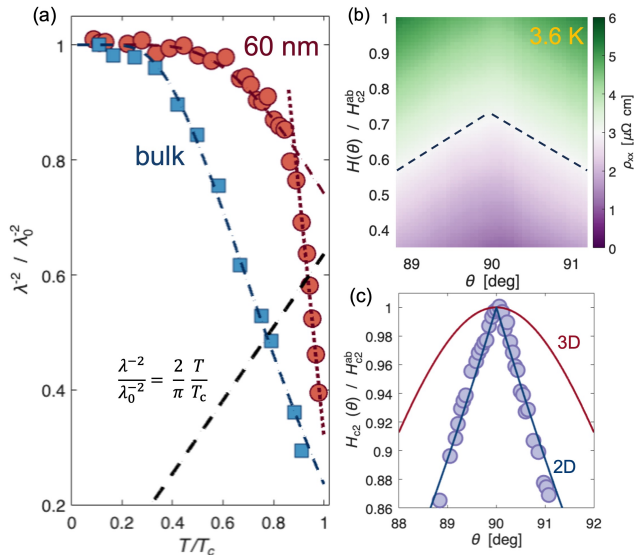 (a)
60 nm
bulk
1
0.8
0.6
0.4
0.2
λ⁻² / λ₀⁻²
λ⁻²/λ₀⁻² = 2/π T/Tc
0 0.2 0.4 0.6 0.8 1
T/Tc
(b)
3.6 K
1
0.9
0.8
0.7
0.6
0.5
0.4
H(θ) / Hc2^ab
89 90 91
θ [deg]
6
5
4
3
2
1
0
ρxx [μΩ cm]
(c)
3D
2D
1
0.98
0.96
0.94
0.92
0.9
0.88
0.86
Hc2 (θ) / Hc2^ab
88 89 90 91 92
θ [deg]